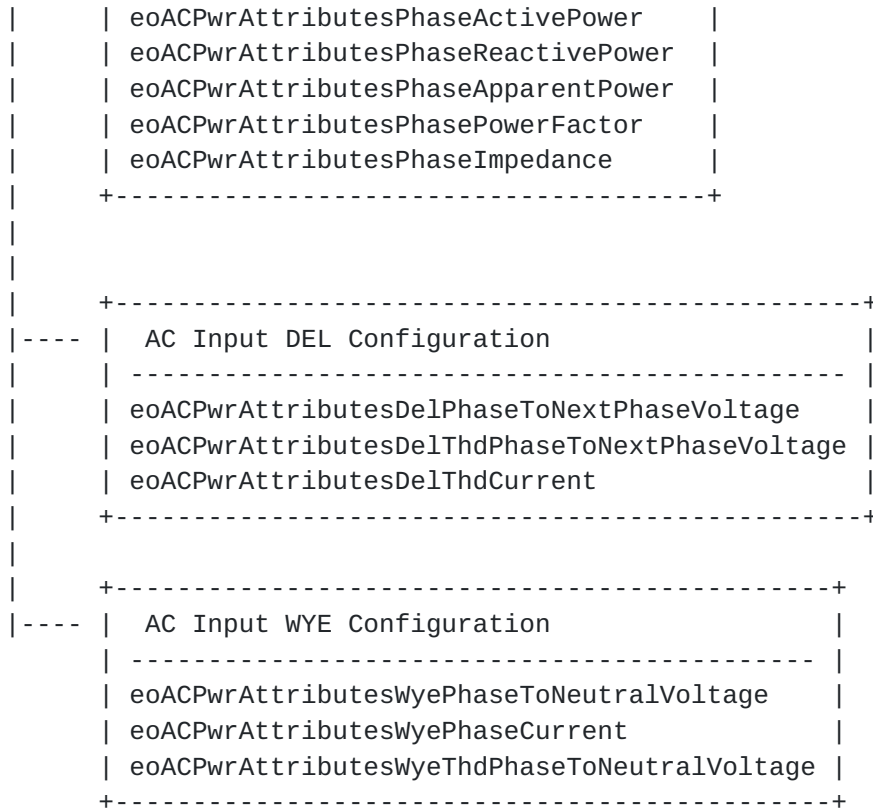 |      | eoACPwrAttributesPhaseActivePower    |
|      | eoACPwrAttributesPhaseReactivePower  |
|      | eoACPwrAttributesPhaseApparentPower  |
|      | eoACPwrAttributesPhasePowerFactor    |
|      | eoACPwrAttributesPhaseImpedance      |
|      +--------------------------------------+
|
|
|      +------------------------------------------------+
|---- |  AC Input DEL Configuration                    |
|      | ---------------------------------------------- |
|      | eoACPwrAttributesDelPhaseToNextPhaseVoltage    |
|      | eoACPwrAttributesDelThdPhaseToNextPhaseVoltage |
|      | eoACPwrAttributesDelThdCurrent                 |
|      +------------------------------------------------+
|
|      +----------------------------------------------+
|---- |  AC Input WYE Configuration                  |
       | -------------------------------------------- |
       | eoACPwrAttributesWyePhaseToNeutralVoltage    |
       | eoACPwrAttributesWyePhaseCurrent             |
       | eoACPwrAttributesWyeThdPhaseToNeutralVoltage |
       +----------------------------------------------+